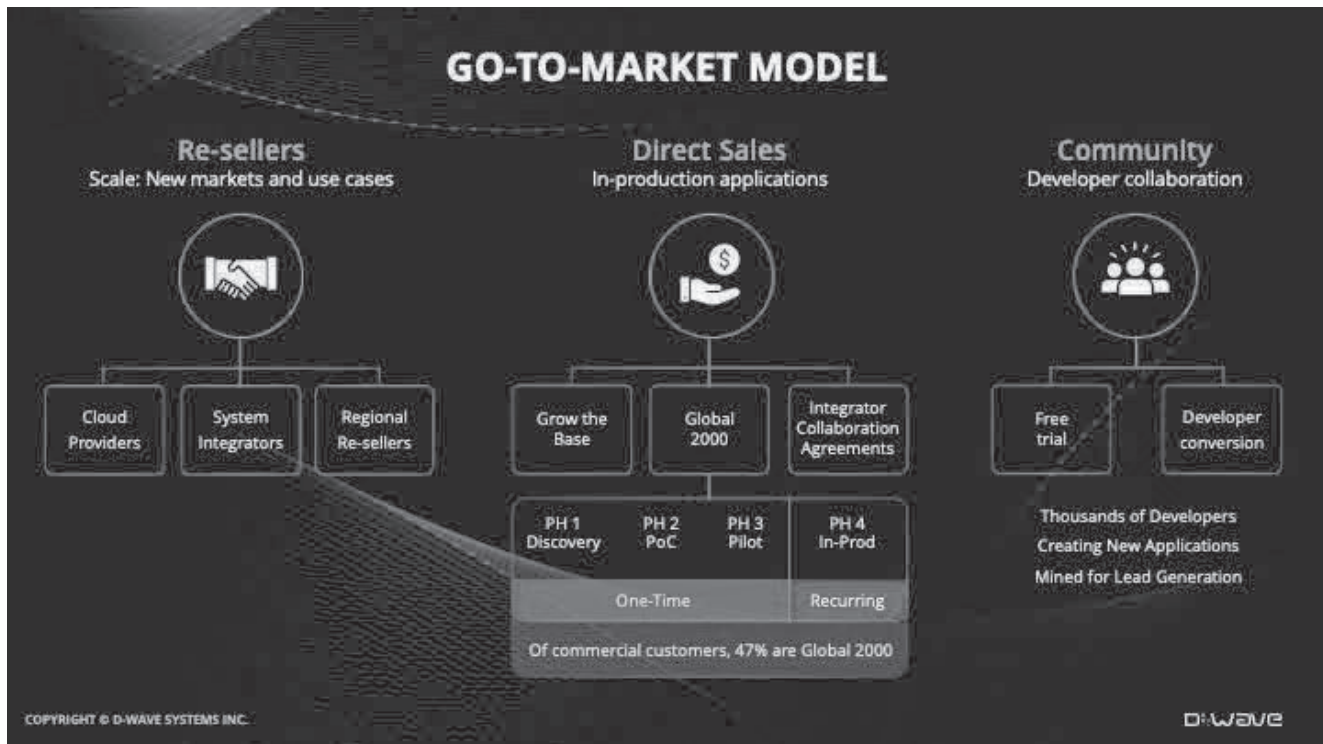 GO-TO-MARKET MODEL
Re-sellers
Scale: New markets and use cases
Cloud
Providers
System
Integrators
Regional
Re-sellers
Direct Sales
In-production applications
$
Grow the
Base
Global
2000
Integrator
Collaboration
Agreements
PH 1
Discovery
PH 2
PoC
PH 3
Pilot
PH 4
In-Prod
One-Time
Recurring
Of commercial customers, 47% are Global 2000
Community
Developer collaboration
Free
trial
Developer
conversion
Thousands of Developers
Creating New Applications
Mined for Lead Generation
COPYRIGHT © D-WAVE SYSTEMS INC.
D:WAVE